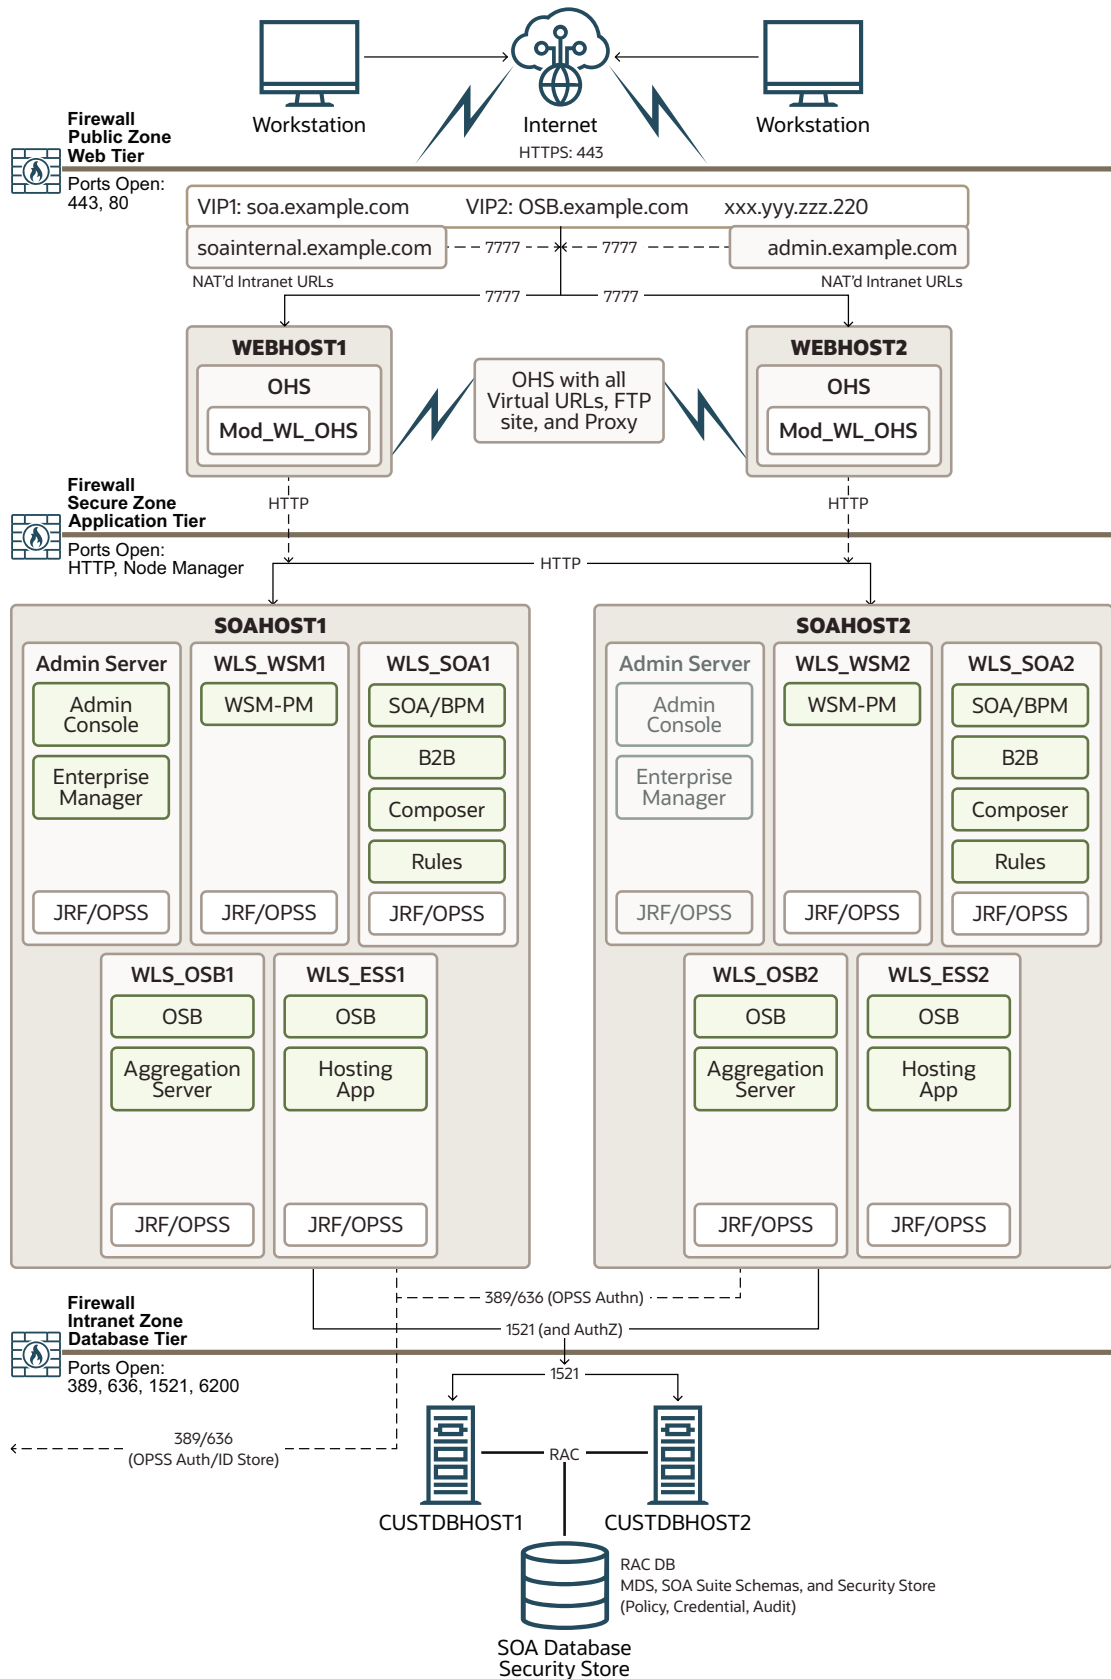 Workstation
Internet
Workstation
HTTPS: 443
Firewall
Public Zone
Web Tier
Ports Open:
443, 80
VIP1: soa.example.com
VIP2: OSB.example.com
xxx.yyy.zzz.220
soainternal.example.com
7777
7777
admin.example.com
NAT'd Intranet URLs
NAT'd Intranet URLs
7777
7777
WEBHOST1
OHS
Mod_WL_OHS
OHS with all
Virtual URLs, FTP
site, and Proxy
WEBHOST2
OHS
Mod_WL_OHS
Firewall
Secure Zone
Application Tier
HTTP
HTTP
Ports Open:
HTTP, Node Manager
HTTP
SOAHOST1
Admin Server
Admin
Console
Enterprise
Manager
JRF/OPSS
WLS_WSM1
WSM-PM
JRF/OPSS
WLS_SOA1
SOA/BPM
B2B
Composer
Rules
JRF/OPSS
WLS_OSB1
OSB
Aggregation
Server
JRF/OPSS
WLS_ESS1
OSB
Hosting
App
JRF/OPSS
SOAHOST2
Admin Server
Admin
Console
Enterprise
Manager
JRF/OPSS
WLS_WSM2
WSM-PM
JRF/OPSS
WLS_SOA2
SOA/BPM
B2B
Composer
Rules
JRF/OPSS
WLS_OSB2
OSB
Aggregation
Server
JRF/OPSS
WLS_ESS2
OSB
Hosting
App
JRF/OPSS
389/636 (OPSS Authn)
1521 (and AuthZ)
Firewall
Intranet Zone
Database Tier
Ports Open:
389, 636, 1521, 6200
1521
389/636
(OPSS Auth/ID Store)
RAC
CUSTDBHOST1
CUSTDBHOST2
RAC DB
MDS, SOA Suite Schemas, and Security Store
(Policy, Credential, Audit)
SOA Database
Security Store